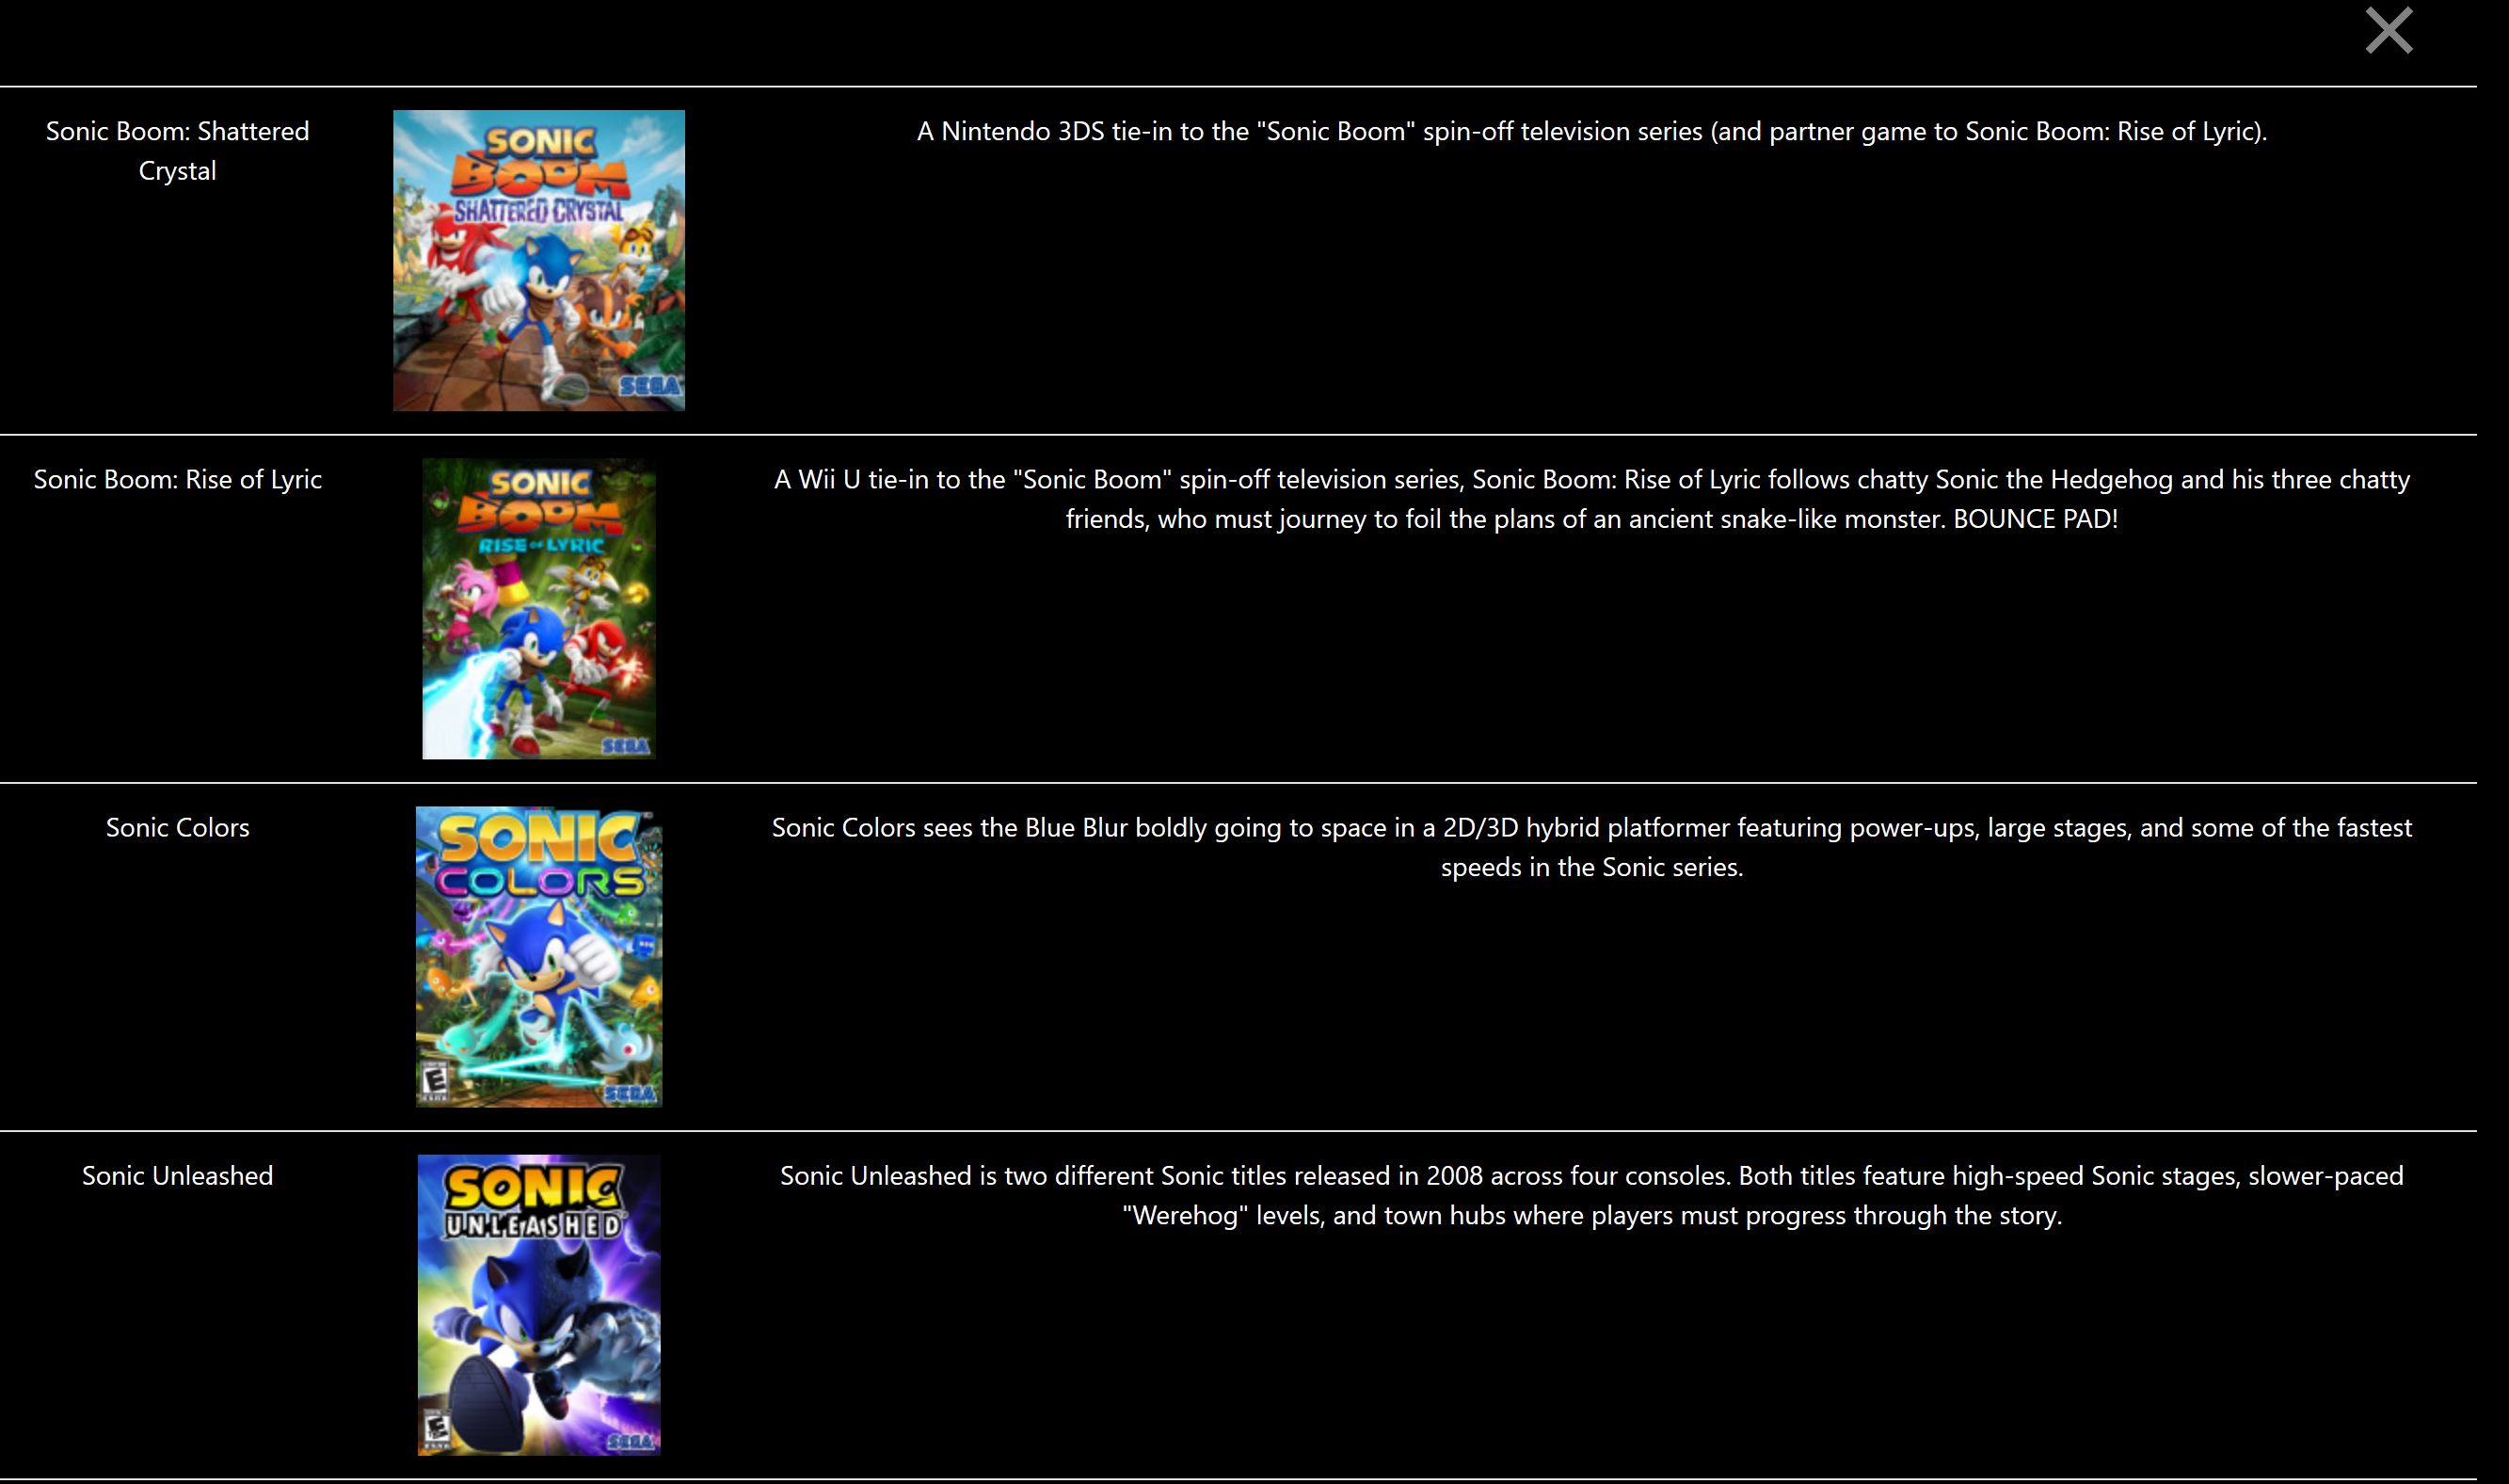 Sonic Boom: Shattered
Crystal
SONIC
BOOM
SHATTERED CRYSTAL
SEGA
A Nintendo 3DS tie-in to the "Sonic Boom" spin-off television series (and partner game to Sonic Boom: Rise of Lyric).
Sonic Boom: Rise of Lyric
SONIC
BOOM
RISE OF LYRIC
SEGA
A Wii U tie-in to the "Sonic Boom" spin-off television series, Sonic Boom: Rise of Lyric follows chatty Sonic the Hedgehog and his three chatty
friends, who must journey to foil the plans of an ancient snake-like monster. BOUNCE PAD!
Sonic Colors
SONIC
COLORS
E
SEGA
Sonic Colors sees the Blue Blur boldly going to space in a 2D/3D hybrid platformer featuring power-ups, large stages, and some of the fastest
speeds in the Sonic series.
Sonic Unleashed
SONIC
UNLEASHED
E
SEGA
Sonic Unleashed is two different Sonic titles released in 2008 across four consoles. Both titles feature high-speed Sonic stages, slower-paced
"Werehog" levels, and town hubs where players must progress through the story.